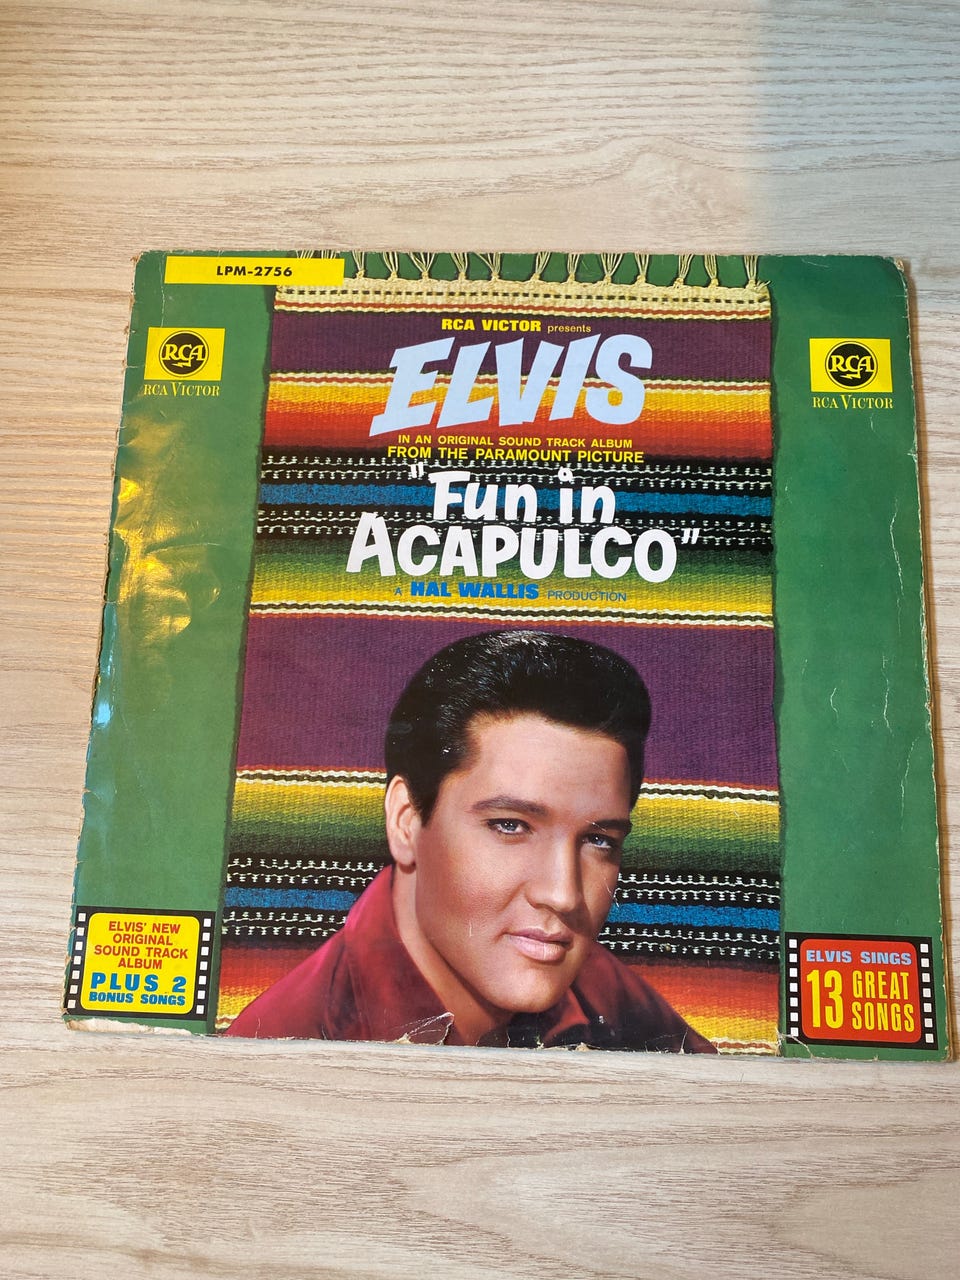 LPM-2756
RCA
RCA VICTOR
RCA VICTOR presents
ELVIS
IN AN ORIGINAL SOUND TRACK ALBUM
FROM THE PARAMOUNT PICTURE
"Fun in
ACAPULCO"
A HAL WALLIS PRODUCTION
RCA
RCA VICTOR
ELVIS' NEW
ORIGINAL
SOUND TRACK
ALBUM
PLUS 2
BONUS SONGS
ELVIS SINGS
13 GREAT
SONGS